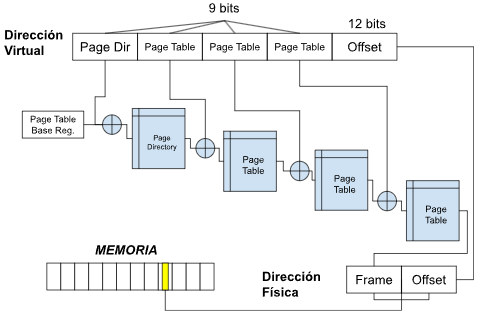 9 bits
12 bits
Dirección
Virtual
Page Dir
Page Table
Page Table
Page Table
Offset
Page Table
Base Reg.
Page
Directory
Page
Table
Page
Table
Page
Table
MEMORIA
Dirección
Física
Frame
Offset